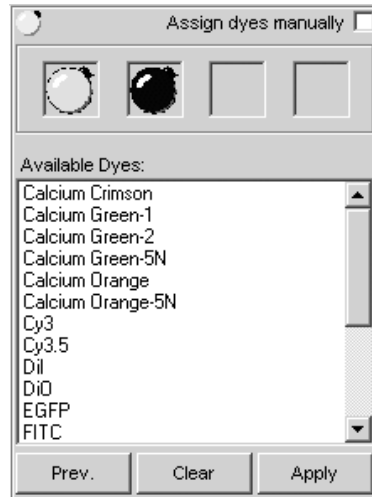 Assign dyes manually
Available Dyes:
Calcium Crimson
Calcium Green-1
Calcium Green-2
Calcium Green-5N
Calcium Orange
Calcium Orange-5N
Cy3
Cy3.5
DiI
DiO
EGFP
FITC
Prev. Clear Apply